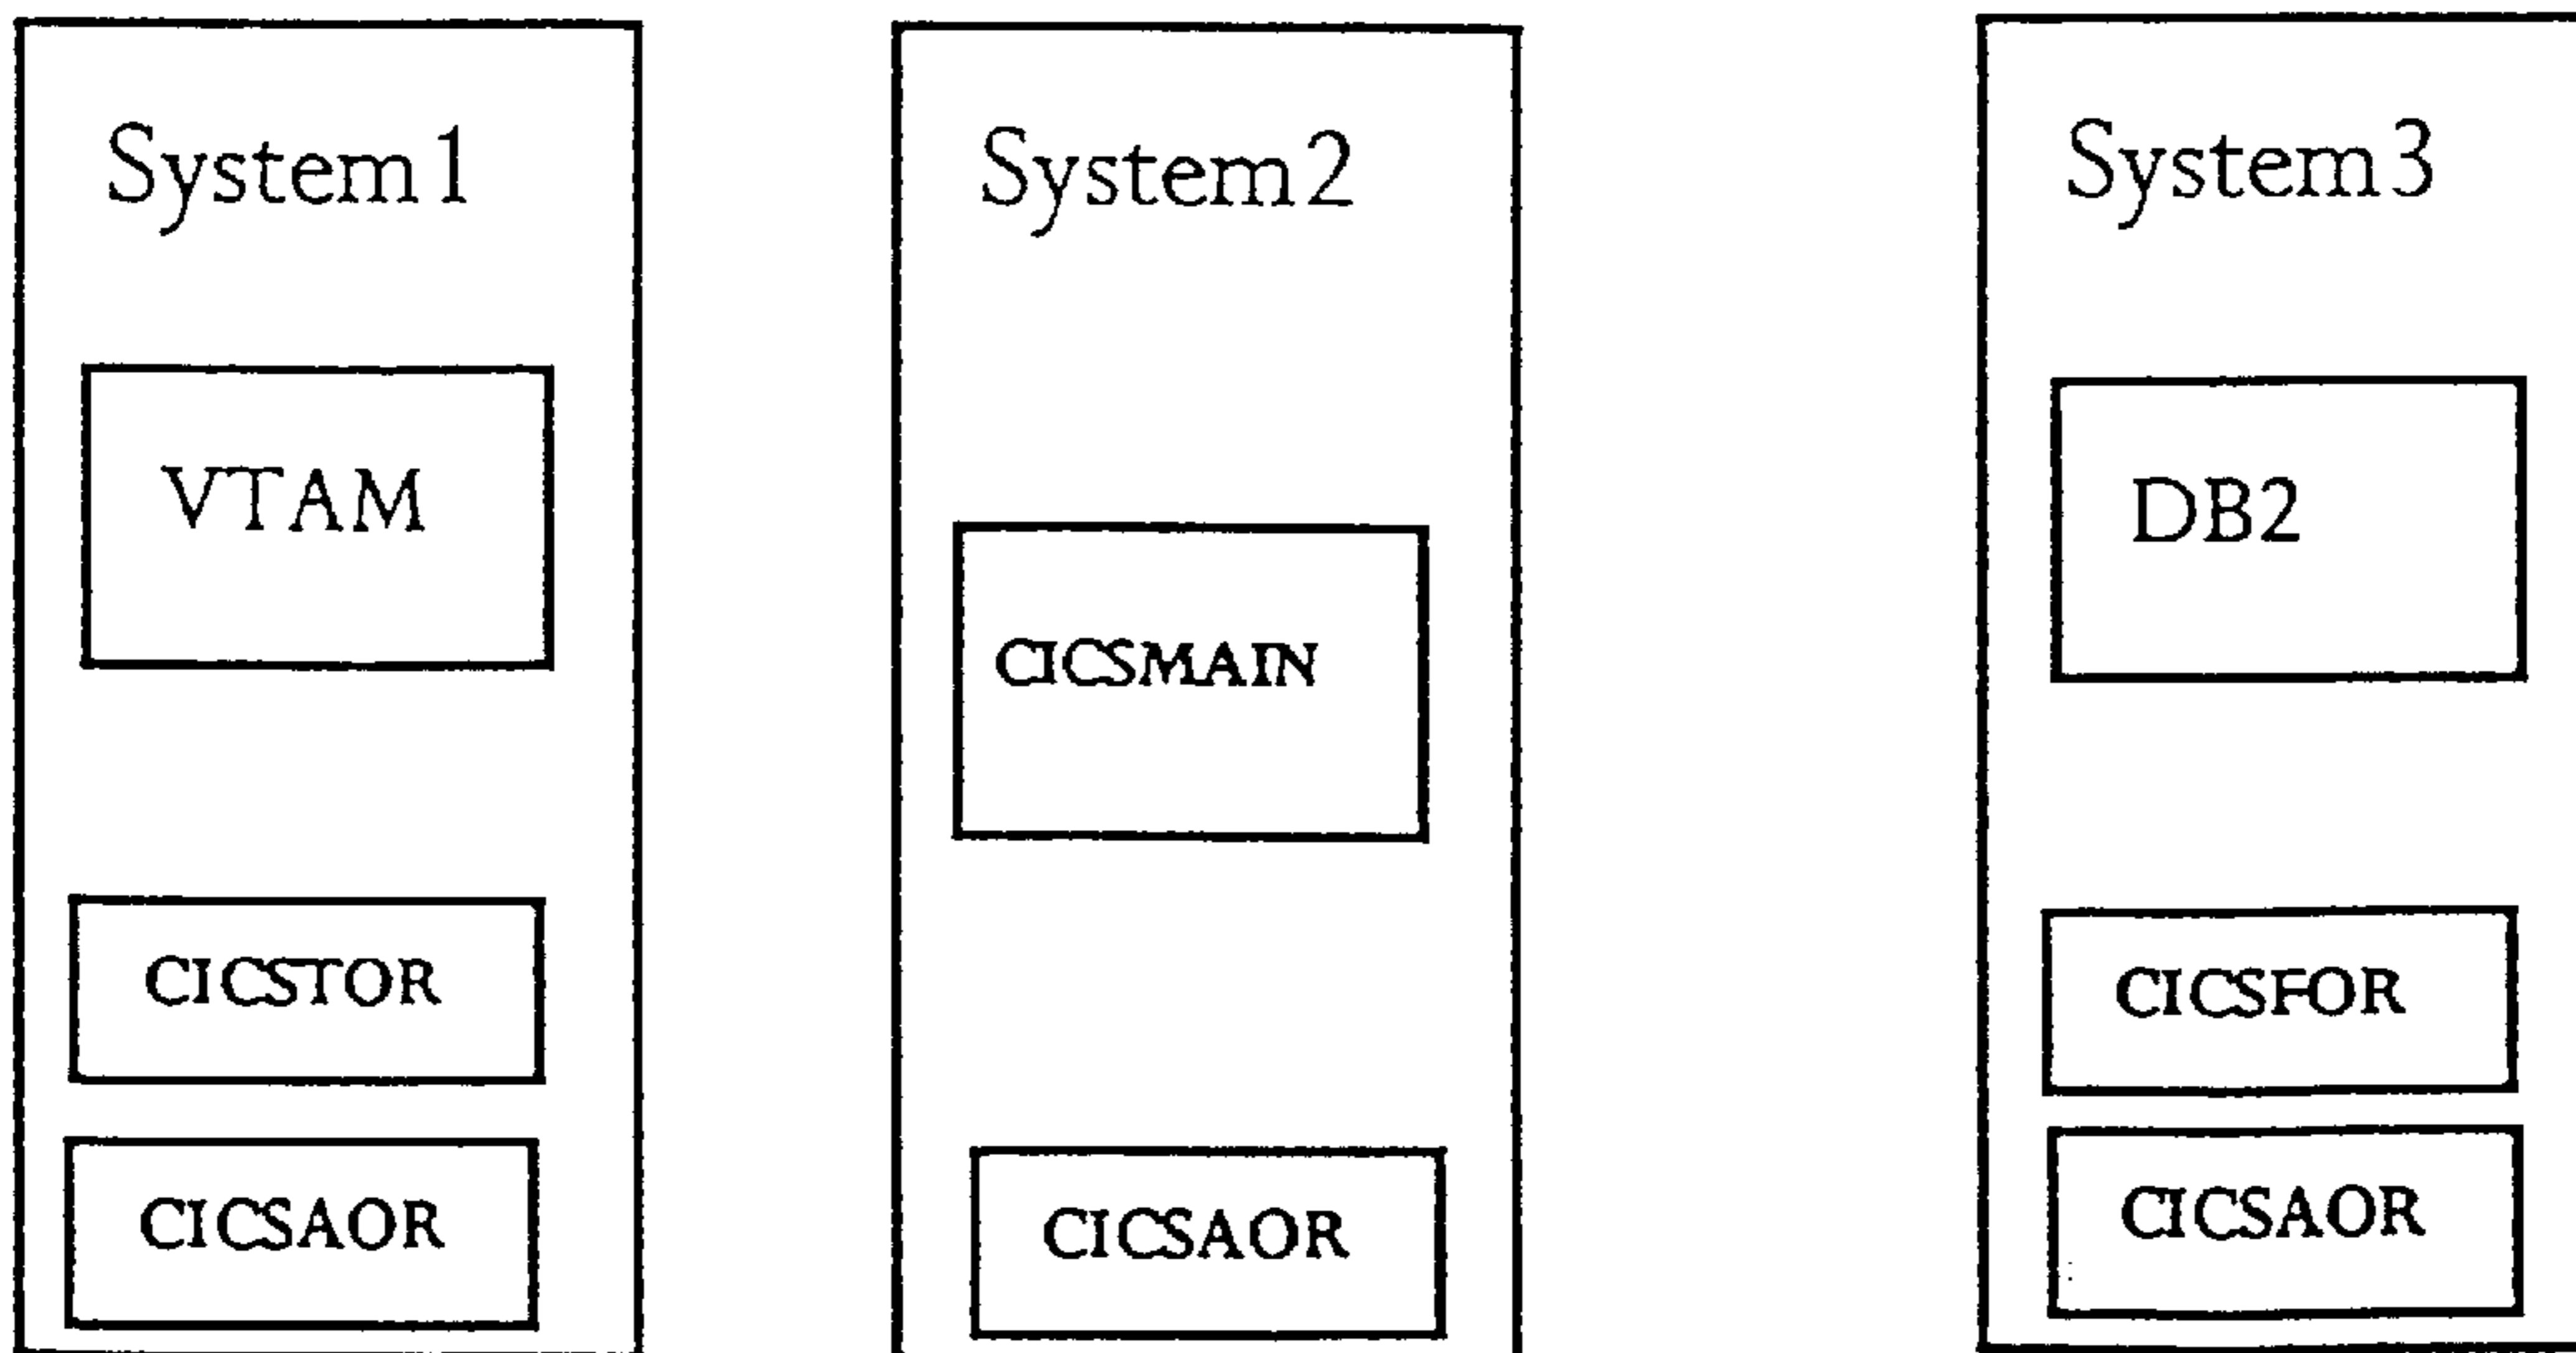 System1
VTAM
CICSTOR
CICSAOR
System2
CICSMAIN
CICSAOR
System3
DB2
CICSFOR
CICSAOR